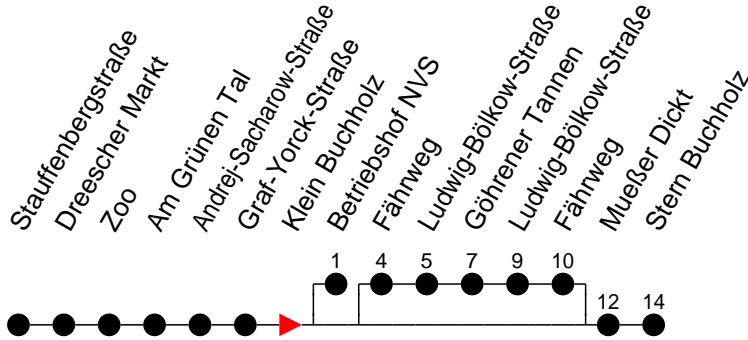 Stauffenbergstraße
Dreescher Markt
Zoo
Am Grünen Tal
Andrej-Sacharow-Straße
Graf-Yorck-Straße
Klein Buchholz
Betriebshof NVS
Fährweg
Ludwig-Bölkow-Straße
Göhrener Tannen
Ludwig-Bölkow-Straße
Fährweg
Mueßer Dickt
Stern Buchholz
1 4 5 7 9 10
12 14